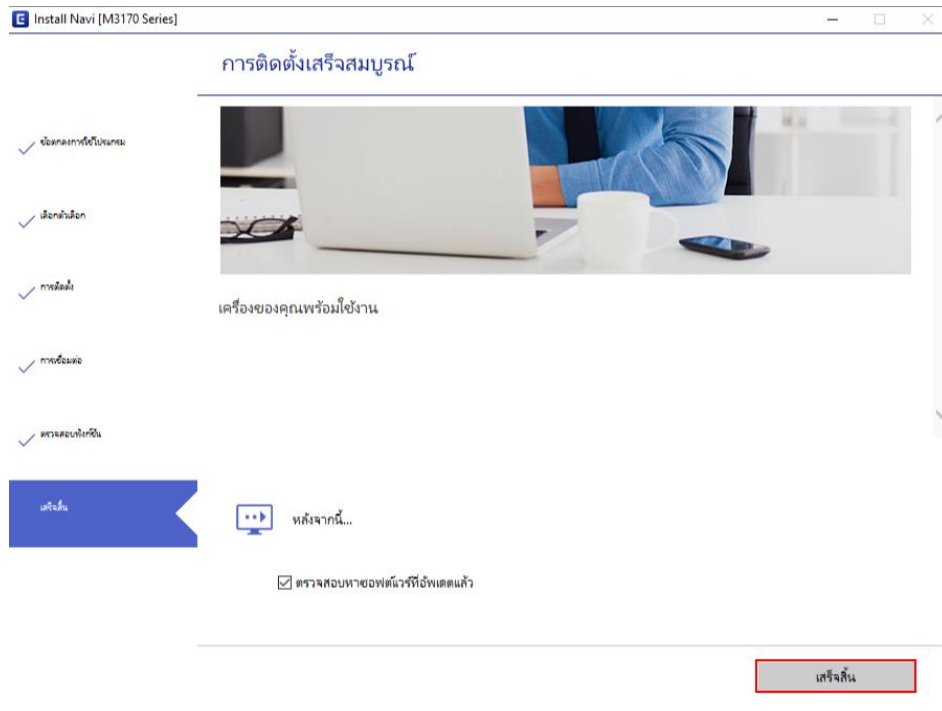 Install Navi [M3170 Series]
การติดตั้งเสร็จสมบูรณ์
ข้อตกลงการใช้โปรแกรม
เลือกตัวเลือก
การติดตั้ง
การเชื่อมต่อ
ตรวจสอบฟังก์ชัน
เสร็จสิ้น
เครื่องของคุณพร้อมใช้งาน
หลังจากนี้...
ตรวจสอบหาซอฟต์แวร์ที่อัพเดตแล้ว
เสร็จสิ้น